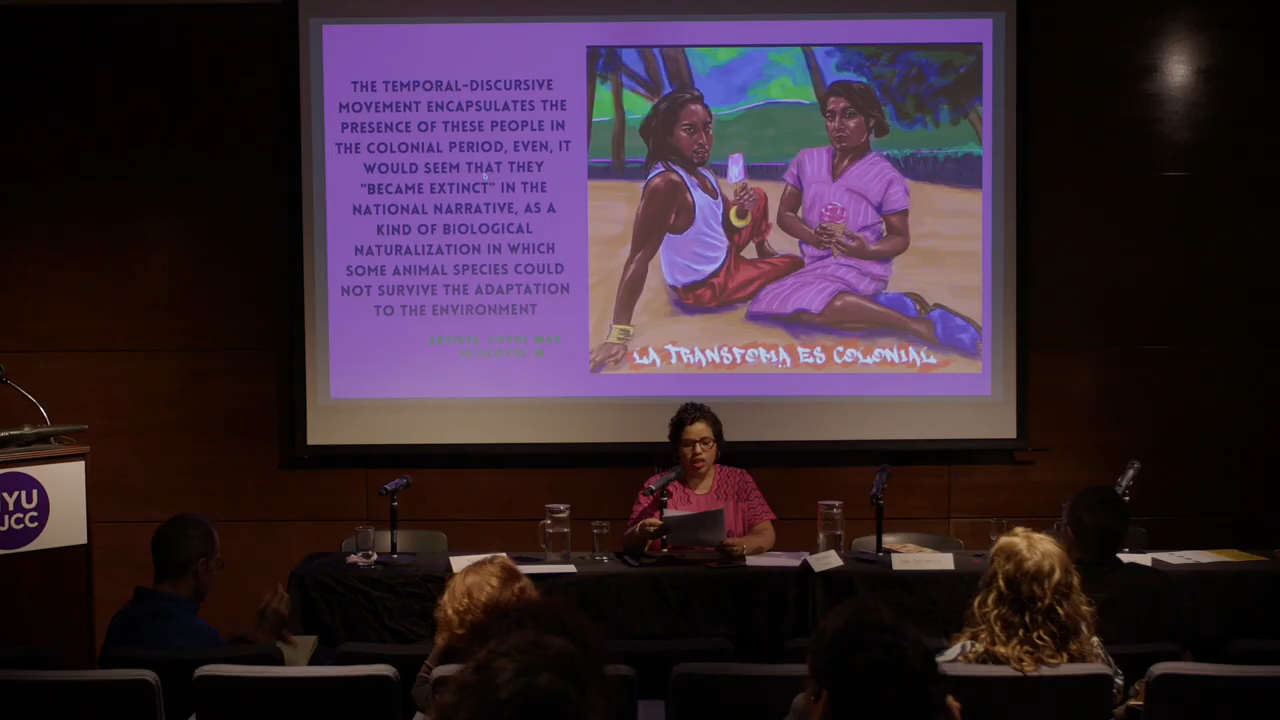 THE TEMPORAL-DISCURSIVE
MOVEMENT ENCAPSULATES THE
PRESENCE OF THESE PEOPLE IN
THE COLONIAL PERIOD, EVEN, IT
WOULD SEEM THAT THEY
"BECAME EXTINCT" IN THE
NATIONAL NARRATIVE, AS A
KIND OF BIOLOGICAL
NATURALIZATION IN WHICH
SOME ANIMAL SPECIES COULD
NOT SURVIVE THE ADAPTATION
TO THE ENVIRONMENT
LA TRANSFOBIA ES COLONIAL
NYU
JCC